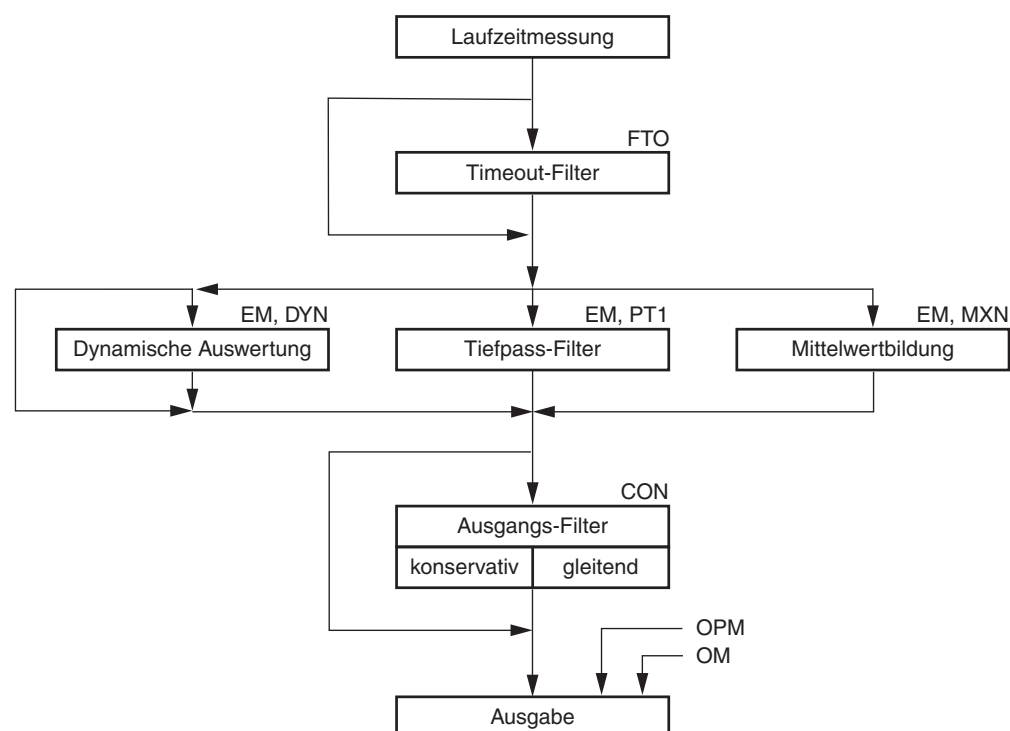 Laufzeitmessung
FTO
Timeout-Filter
EM, DYN
EM, PT1
EM, MXN
Dynamische Auswertung
Tiefpass-Filter
Mittelwertbildung
CON
Ausgangs-Filter
konservativ
gleitend
OPM
OM
Ausgabe